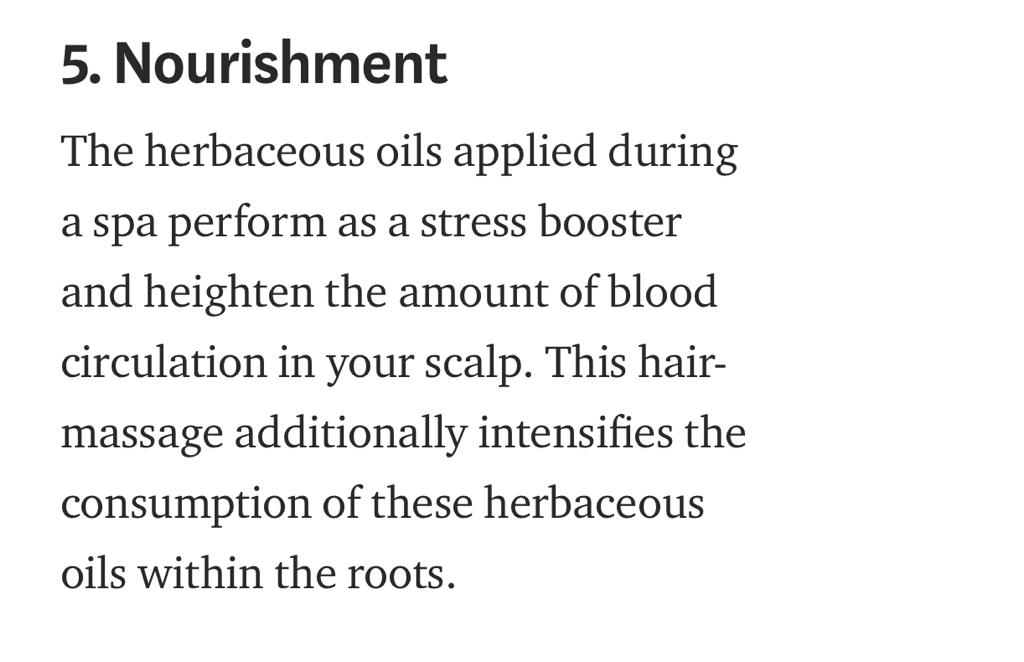 5. Nourishment
The herbaceous oils applied during
a spa perform as a stress booster
and heighten the amount of blood
circulation in your scalp. This hair-
massage additionally intensifies the
consumption of these herbaceous
oils within the roots.